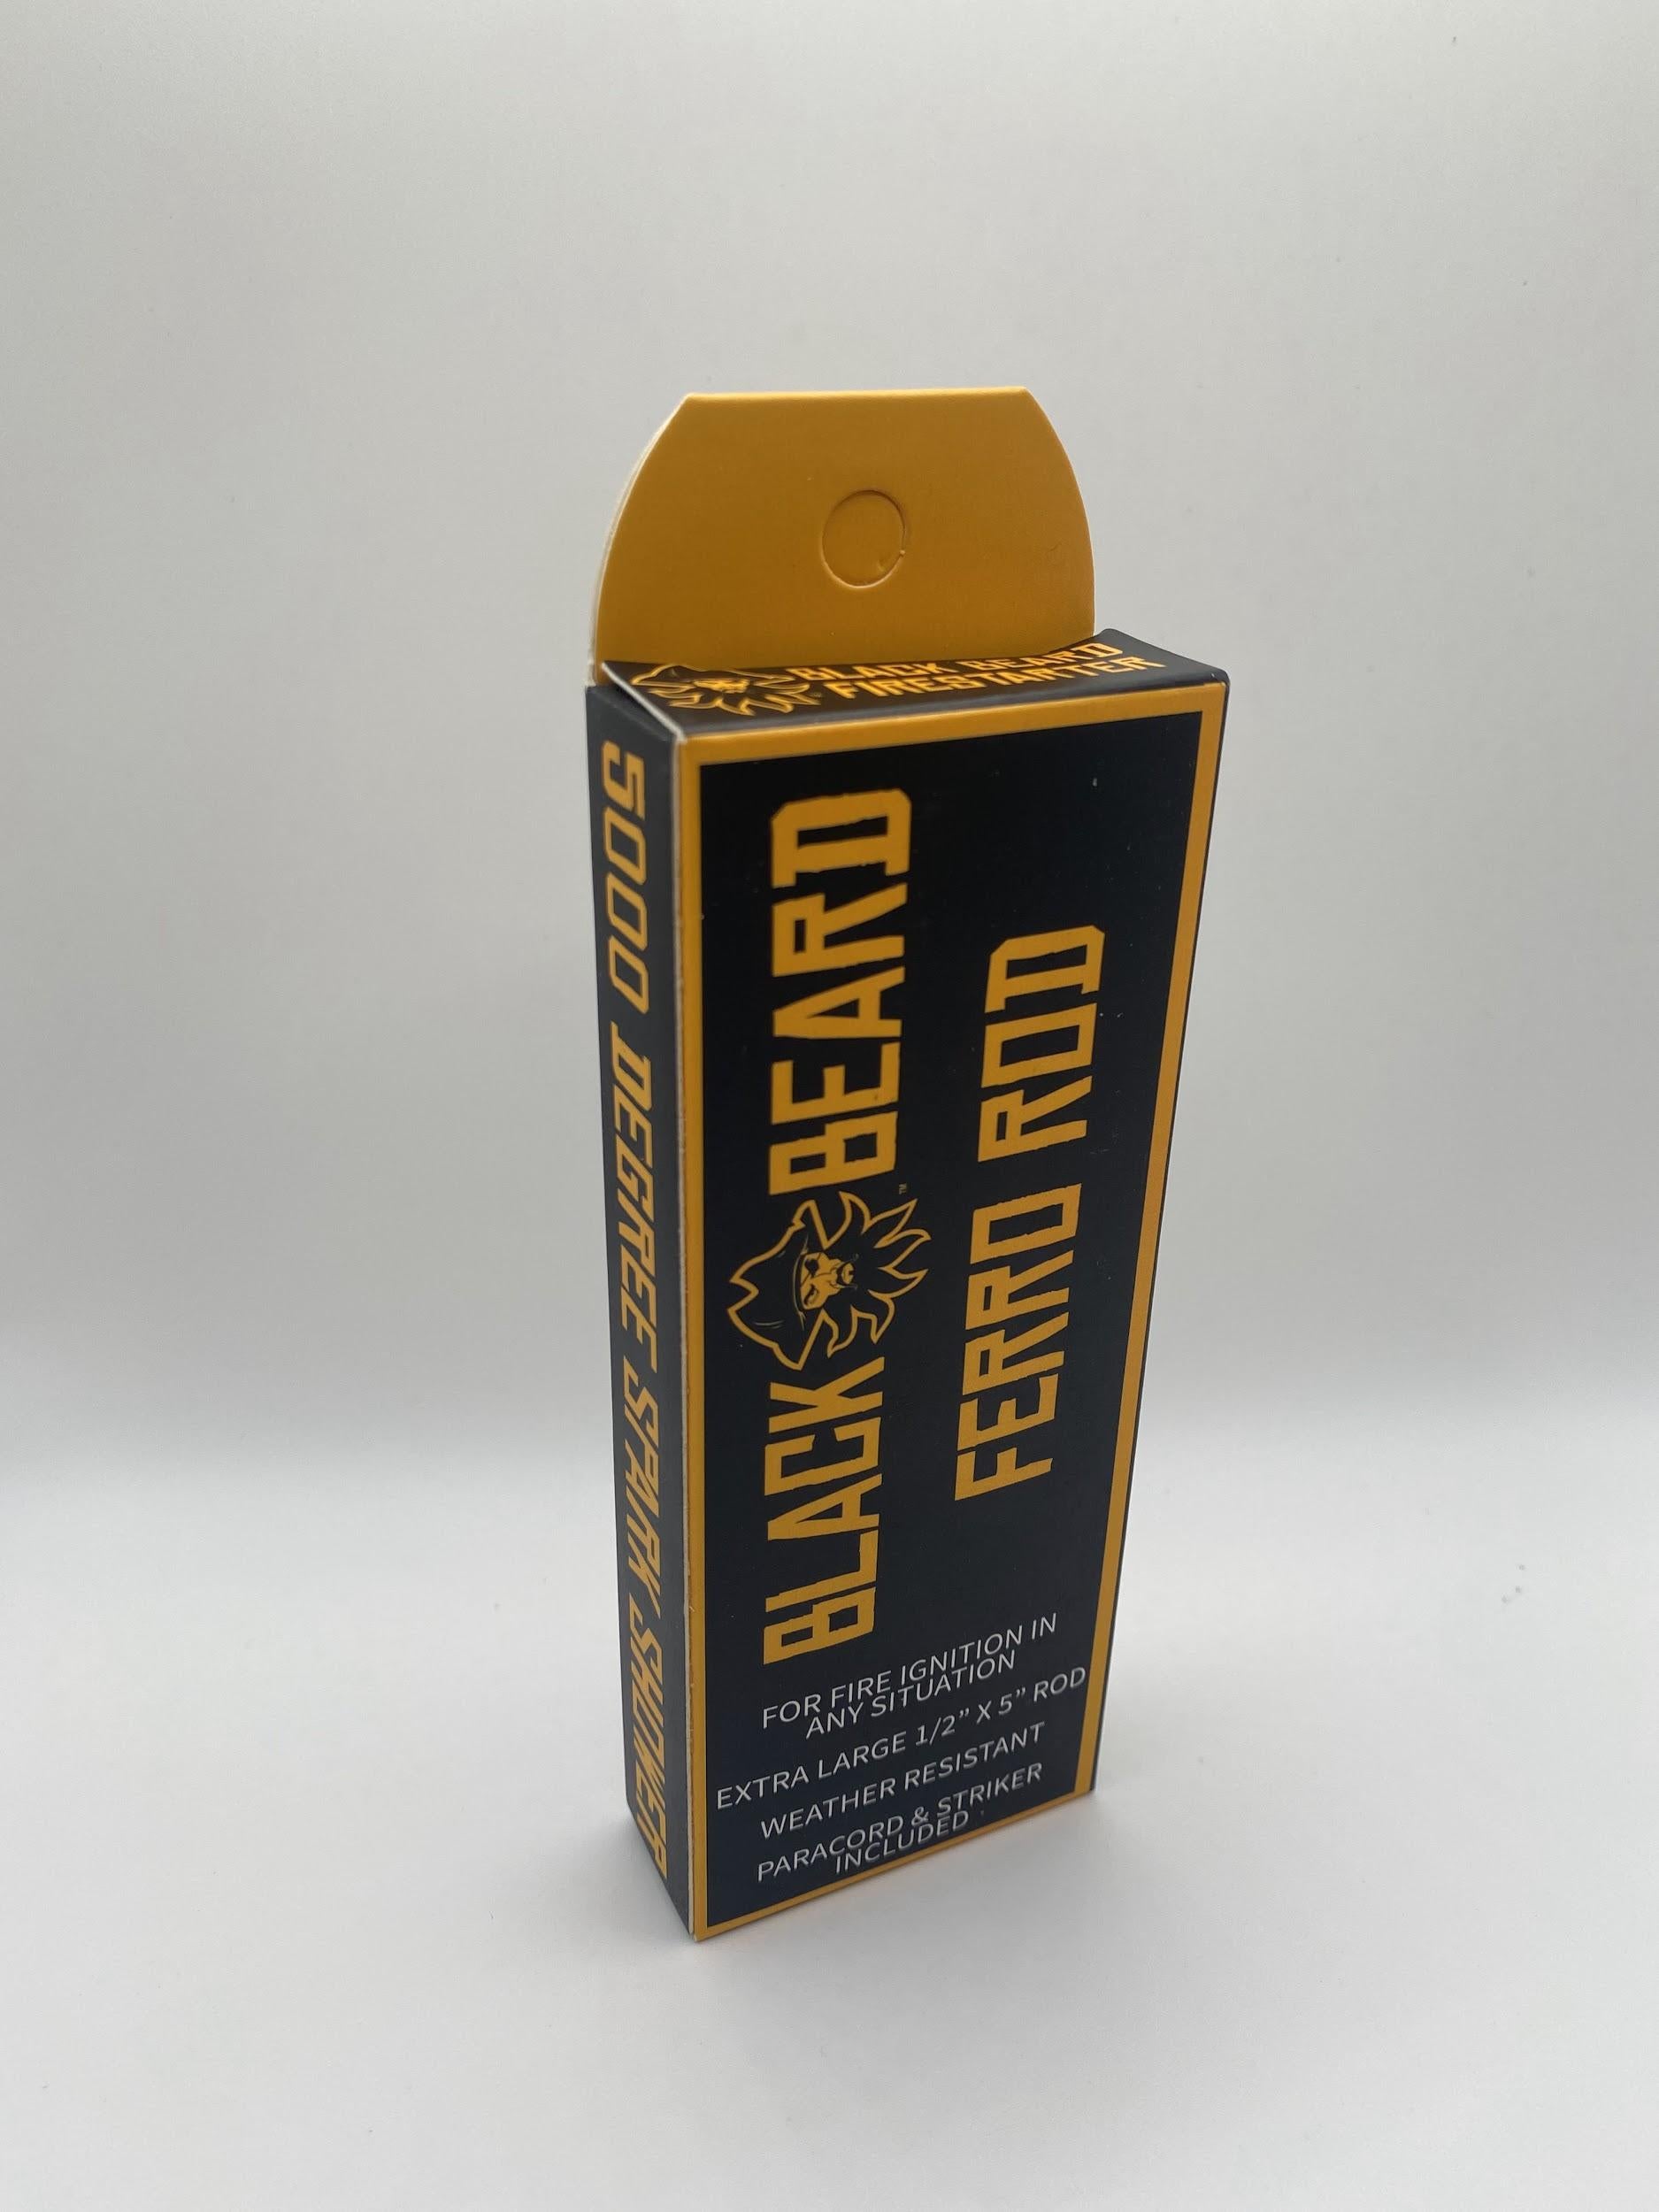 BLACK BEARD
FIRESTARTER
5000 DEGREE SPARK SHOWER
BLACK BEARD
TM
FERRO ROD
FOR FIRE IGNITION IN
ANY SITUATION
EXTRA LARGE 1/2” X 5” ROD
WEATHER RESISTANT
PARACORD & STRIKER
INCLUDED